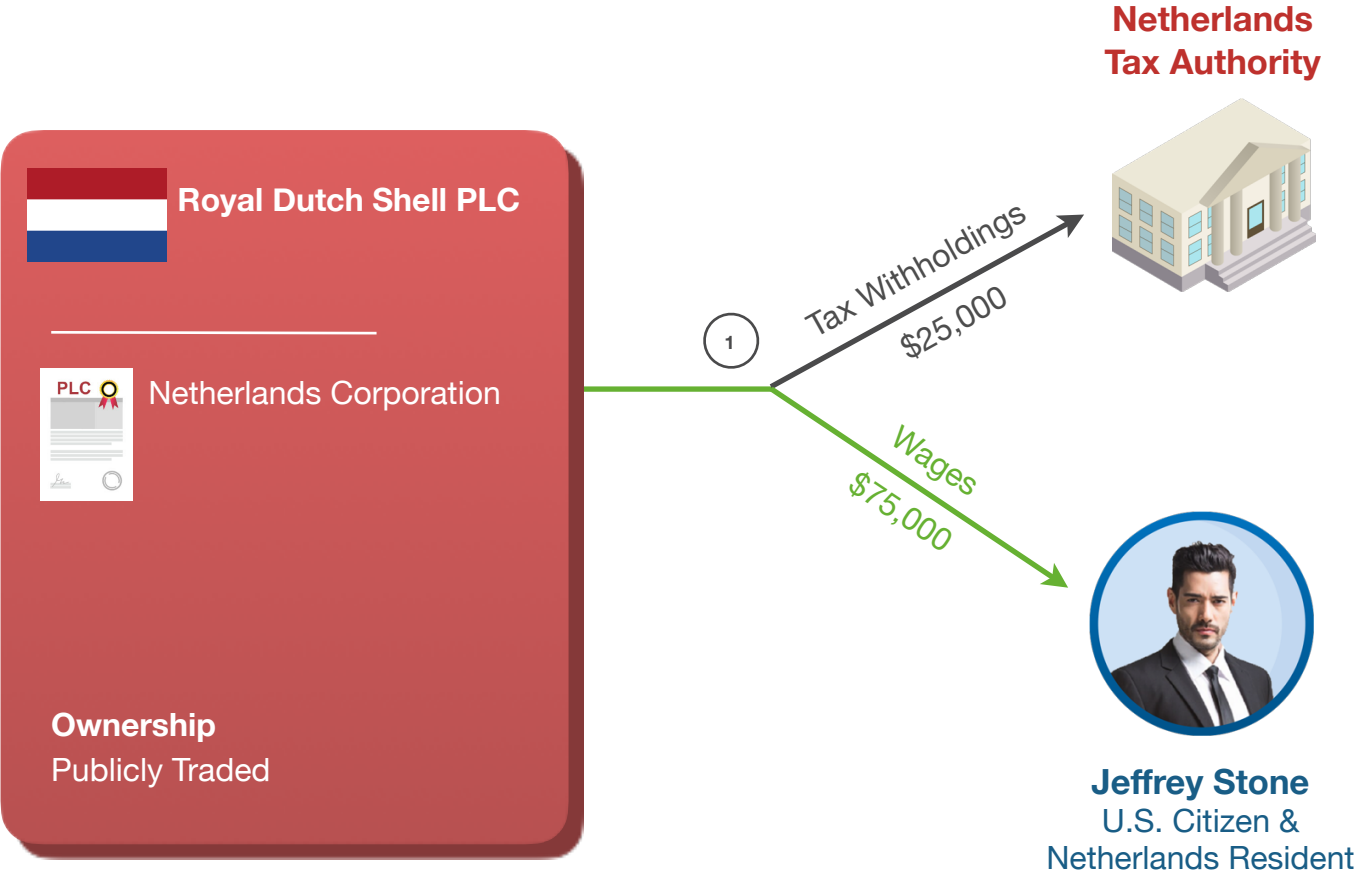 Netherlands
Tax Authority
Royal Dutch Shell PLC
PLC
Netherlands Corporation
1
Tax Withholdings
$25,000
Wages
$75,000
Ownership
Publicly Traded
Jeffrey Stone
U.S. Citizen &
Netherlands Resident